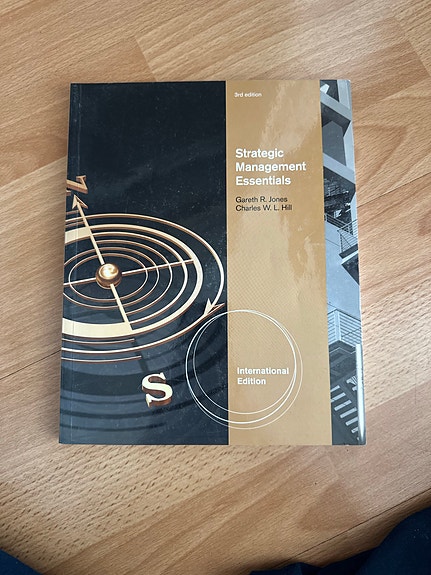 3rd edition
Strategic
Management
Essentials
Gareth R. Jones
Charles W. L. Hill
N
S
International
Edition